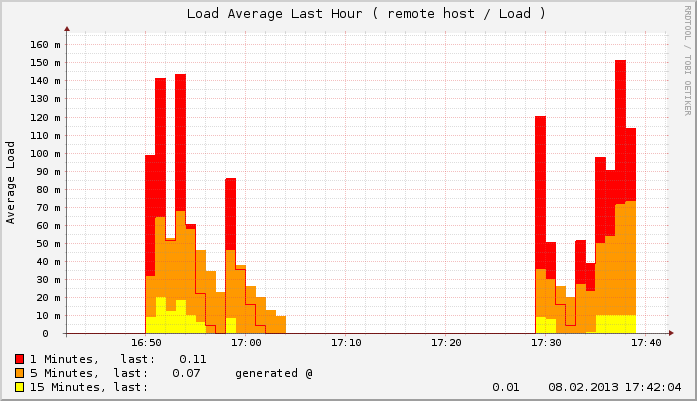 Load Average Last Hour ( remote host / Load )
RRDTOOL / TOBI OETIKER
Average Load
160 m
150 m
140 m
130 m
120 m
110 m
100 m
90 m
80 m
70 m
60 m
50 m
40 m
30 m
20 m
10 m
0
16:50 17:00 17:10 17:20 17:30 17:40
1 Minutes, last: 0.11
5 Minutes, last: 0.07 generated @
15 Minutes, last: 0.01 08.02.2013 17:42:04